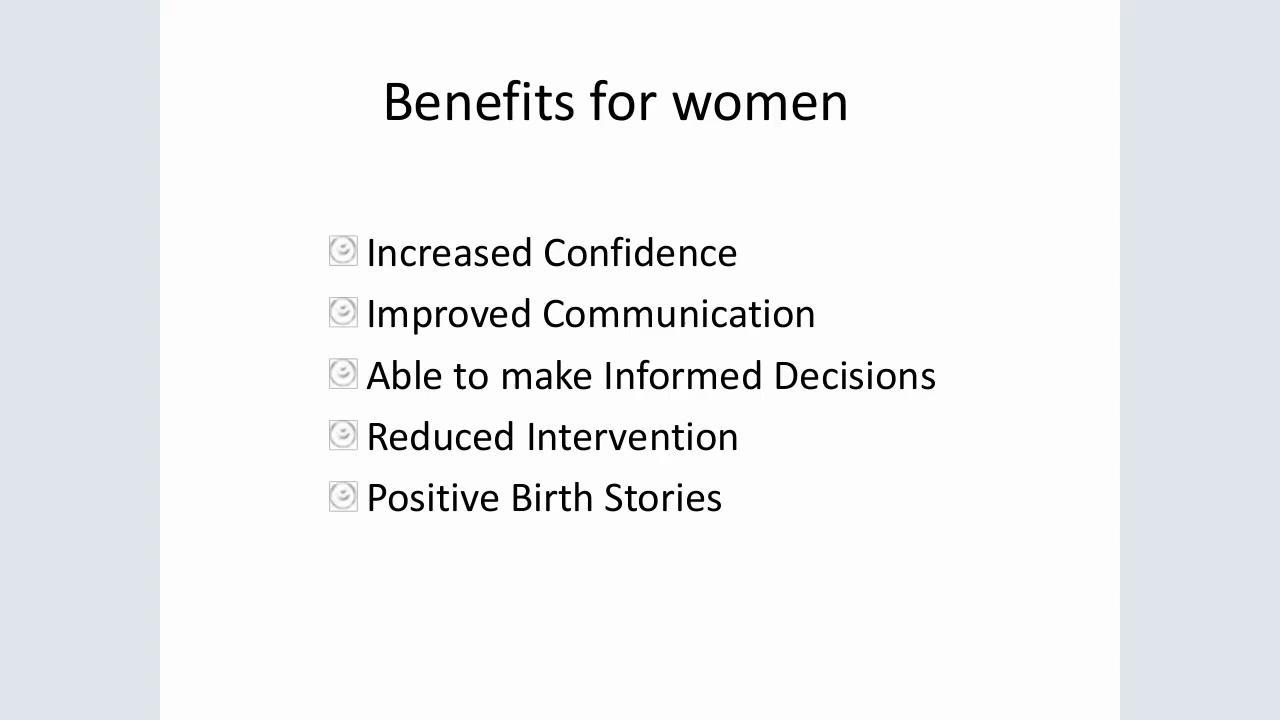 Benefits for women
Increased Confidence
Improved Communication
Able to make Informed Decisions
Reduced Intervention
Positive Birth Stories